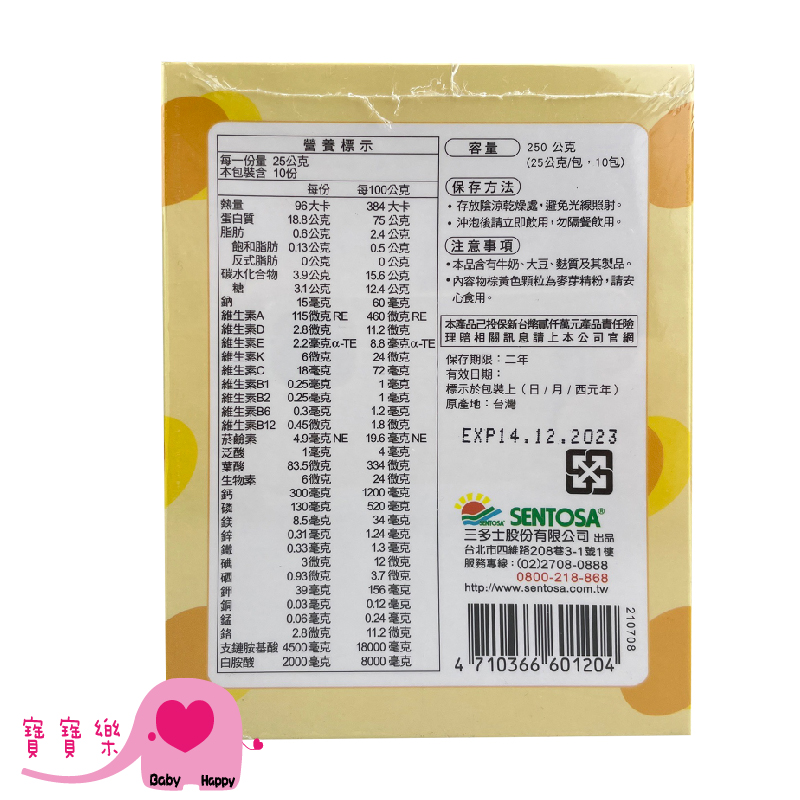 營養標示
每一份量 25公克
本包裝含 10份
每份 每100公克
熱量 96大卡 384大卡
蛋白質 18.8公克 75公克
脂肪 0.6公克 2.4公克
飽和脂肪 0.13公克 0.5公克
反式脂肪 0公克 0公克
碳水化合物 3.9公克 15.6公克
糖 3.1公克 12.4公克
鈉 15毫克 60毫克
維生素A 115微克RE 460微克RE
維生素D 2.8微克 11.2微克
維生素E 2.2毫克α-TE 8.8毫克α-TE
維生素K 6微克 24微克
維生素C 18毫克 72毫克
維生素B1 0.25毫克 1毫克
維生素B2 0.25毫克 1毫克
維生素B6 0.3毫克 1.2毫克
維生素B12 0.45微克 1.8微克
菸鹼素 4.9毫克NE 19.6毫克NE
泛酸 1毫克 4毫克
葉酸 83.5微克 334微克
生物素 6微克 24微克
鈣 300毫克 1200毫克
磷 130毫克 520毫克
鎂 8.5毫克 34毫克
鋅 0.31毫克 1.24毫克
鐵 0.33毫克 1.3毫克
碘 3微克 12微克
硒 0.93微克 3.7微克
鉀 39毫克 156毫克
銅 0.03毫克 0.12毫克
錳 0.06毫克 0.24毫克
鉻 2.8微克 11.2微克
支鏈胺基酸 4500毫克 18000毫克
白胺酸 2000毫克 8000毫克
容量 250公克
(25公克/包,10包)
保存方法
・存放陰涼乾燥處,避免光線照射。
・沖泡後請立即飲用,勿隔餐飲用。
注意事項
・本品含有牛奶、大豆、麩質及其製品。
・內容物棕黃色顆粒為麥芽精粉,請安
心食用。
本產品已投保新台幣貳仟萬元產品責任險
理賠相關訊息請上本公司官網
保存期限:二年
有效日期:
標示於包裝上(日/月/西元年)
原產地:台灣
EXP14.12.2023
SENTOSA
SENTOSA®
三多士股份有限公司 出品
台北市四維路208巷3-1號1樓
服務專線:(02)2708-0888
0800-218-868
http://www.sentosa.com.tw
210708
4 710366 601204
寶寶樂
Baby Happy